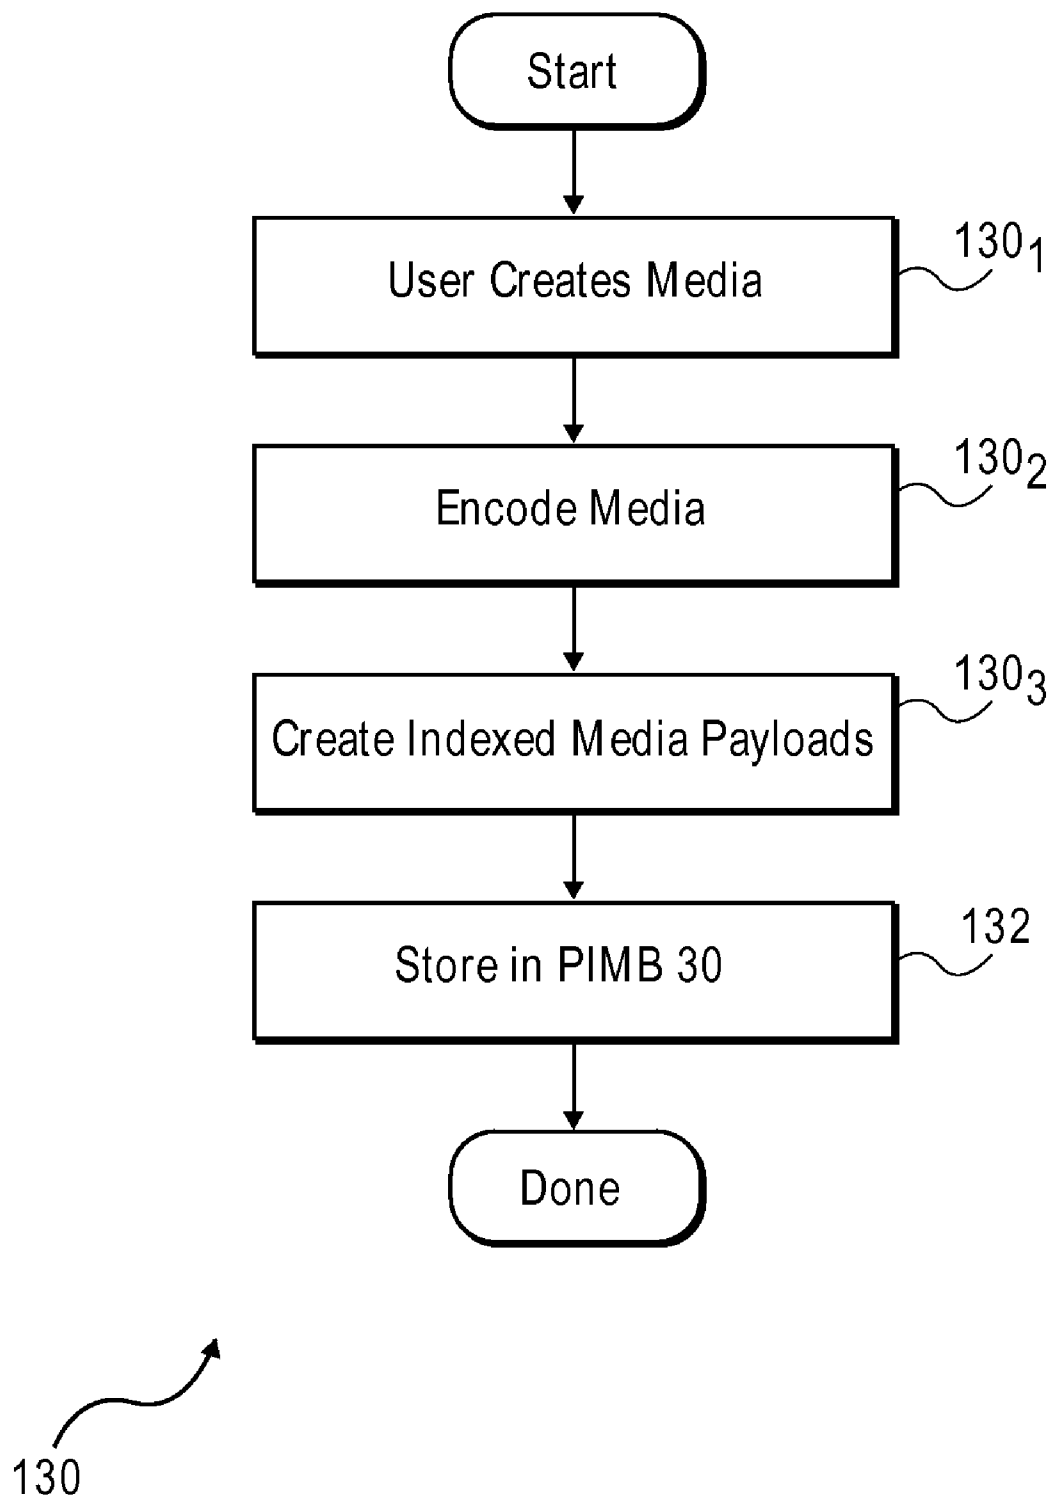 Start
User Creates Media
130₁
Encode Media
130₂
Create Indexed Media Payloads
130₃
Store in PIMB 30
132
Done
130